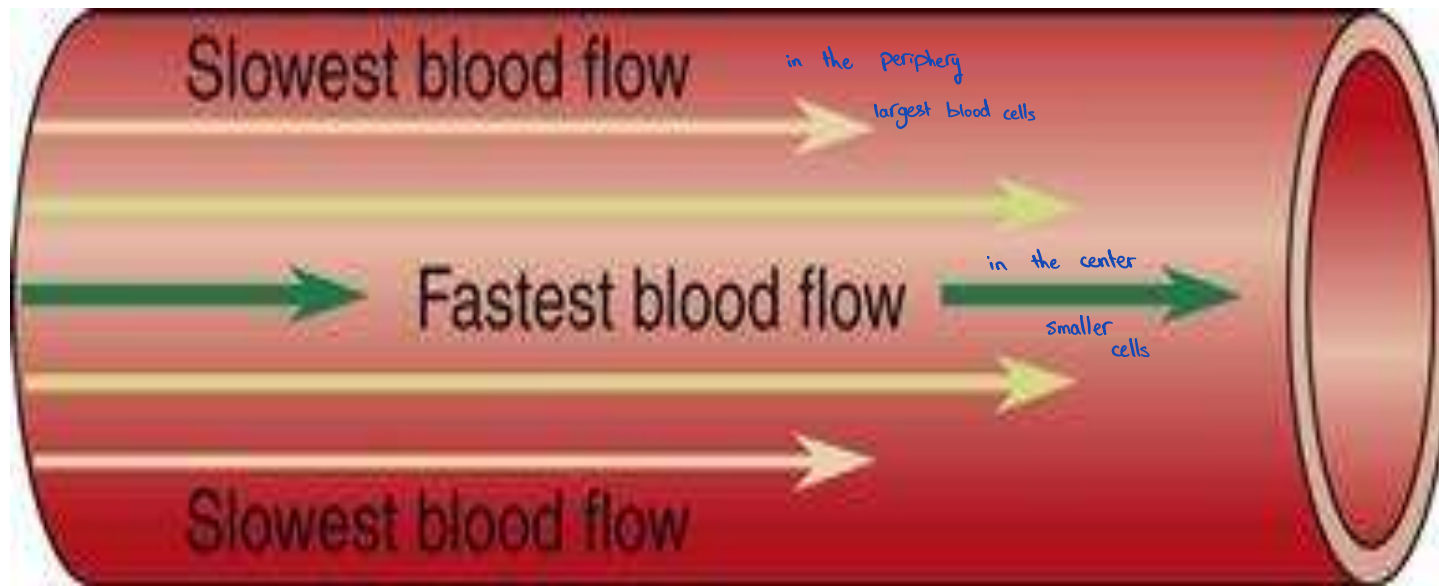 Slowest blood flow in the periphery
largest blood cells
in the center
Fastest blood flow
smaller
cells
Slowest blood flow